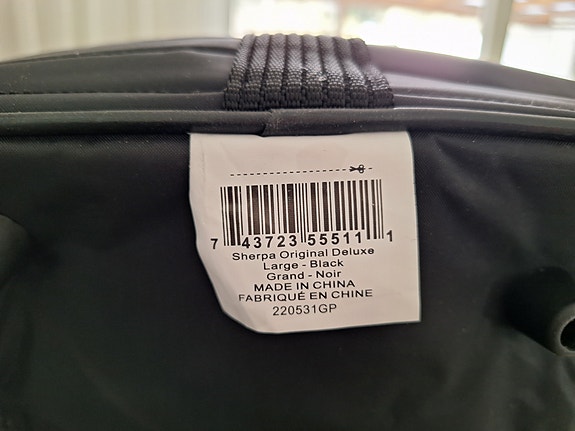 7 43723 55511 1
Sherpa Original Deluxe
Large - Black
Grand - Noir
MADE IN CHINA
FABRIQUÉ EN CHINE
220531GP